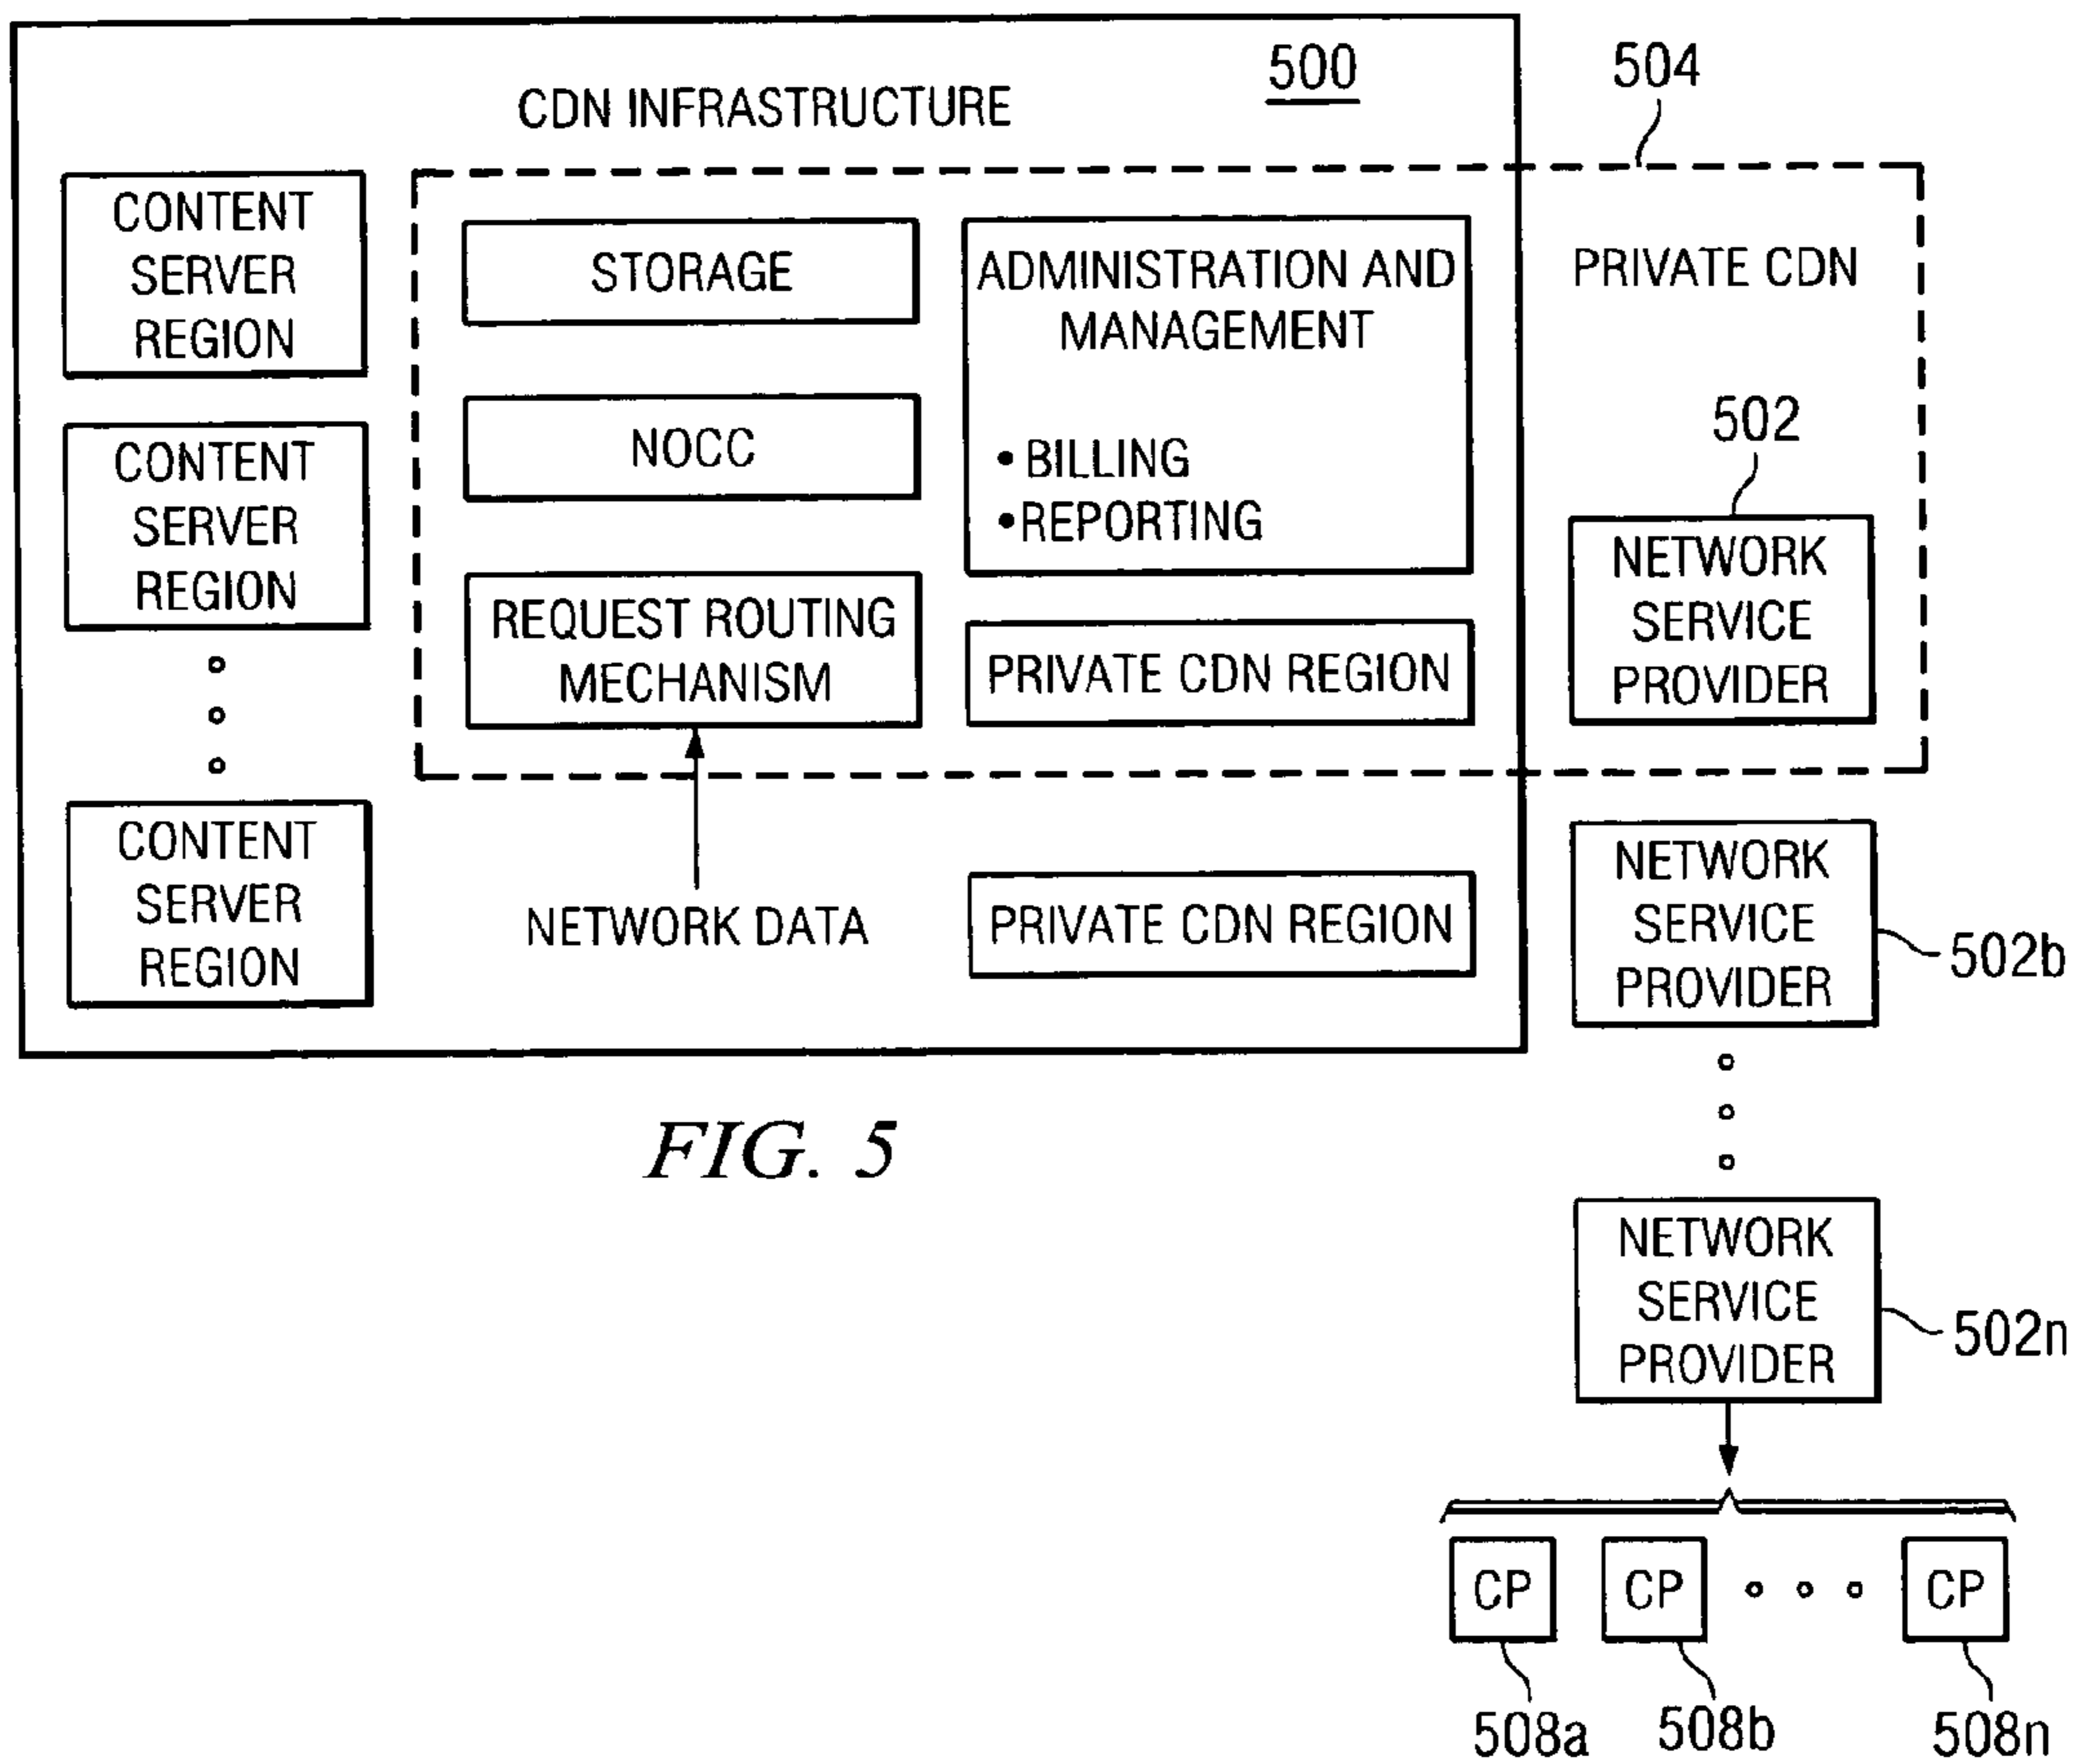 500
504
CDN INFRASTRUCTURE
CONTENT
SERVER
REGION
STORAGE
ADMINISTRATION AND
MANAGEMENT
• BILLING
• REPORTING
PRIVATE CDN
CONTENT
SERVER
REGION
NOCC
502
NETWORK
SERVICE
PROVIDER
REQUEST ROUTING
MECHANISM
PRIVATE CDN REGION
CONTENT
SERVER
REGION
NETWORK DATA
PRIVATE CDN REGION
NETWORK
SERVICE
PROVIDER
502b
FIG. 5
NETWORK
SERVICE
PROVIDER
502n
CP
CP
CP
508a
508b
508n